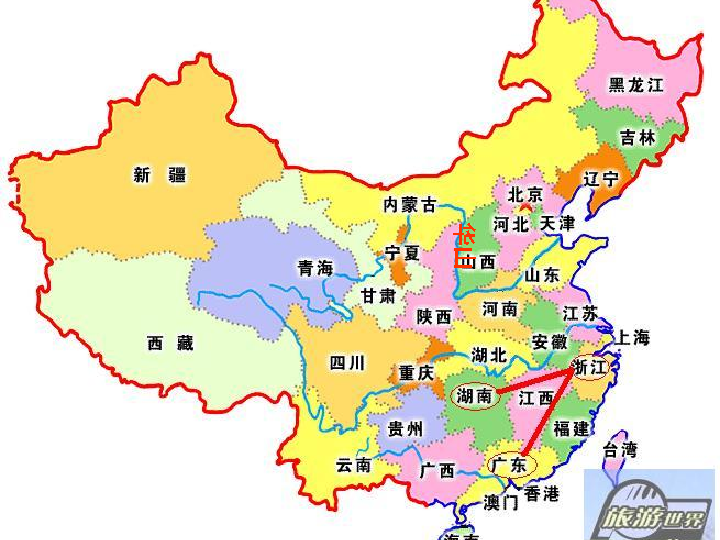 黑龙江
吉林
辽宁
新 疆
北京
内蒙古
河北
天津
宁夏
山西
青海
山东
甘肃
陕西
河南
江苏
西 藏
安徽
上海
四川
湖北
重庆
浙江
湖南
江西
贵州
福建
台湾
云南
广西
广东
澳门
香港
海南
旅游世界